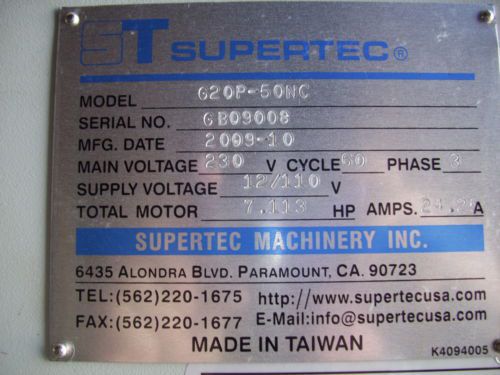 ST SUPERTEC®
MODEL G20P-50NC
SERIAL NO. GB09008
MFG. DATE 2009-10
MAIN VOLTAGE 230 V CYCLE 60 PHASE 3
SUPPLY VOLTAGE 12/110 V
TOTAL MOTOR 7.113 HP AMPS. A
SUPERTEC MACHINERY INC.
6435 ALONDRA BLVD. PARAMOUNT, CA. 90723
TEL:(562)220-1675 http://www.supertecusa.com
FAX:(562)220-1677 E-Mail:info@supertecusa.com
MADE IN TAIWAN K4094005